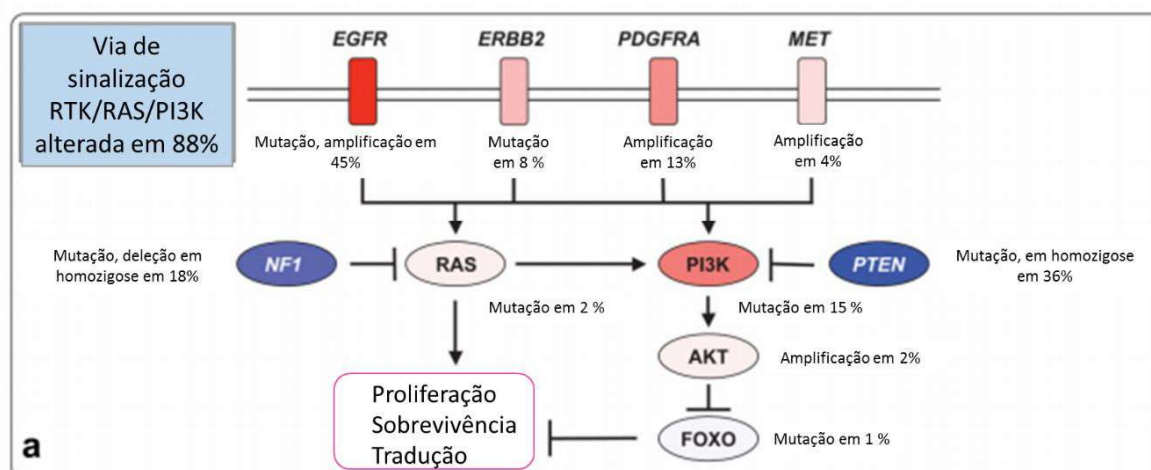 Via de
sinalização
RTK/RAS/PI3K
alterada em 88%
EGFR
ERBB2
PDGFRA
MET
Mutação, amplificação em
45%
Mutação
em 8 %
Amplificação
em 13%
Amplificação
em 4%
Mutação, deleção em
homozigose em 18%
NF1
RAS
PI3K
PTEN
Mutação, em homozigose
em 36%
Mutação em 2 %
Mutação em 15 %
AKT
Amplificação em 2%
Proliferação
Sobrevivência
Tradução
FOXO
Mutação em 1 %
a